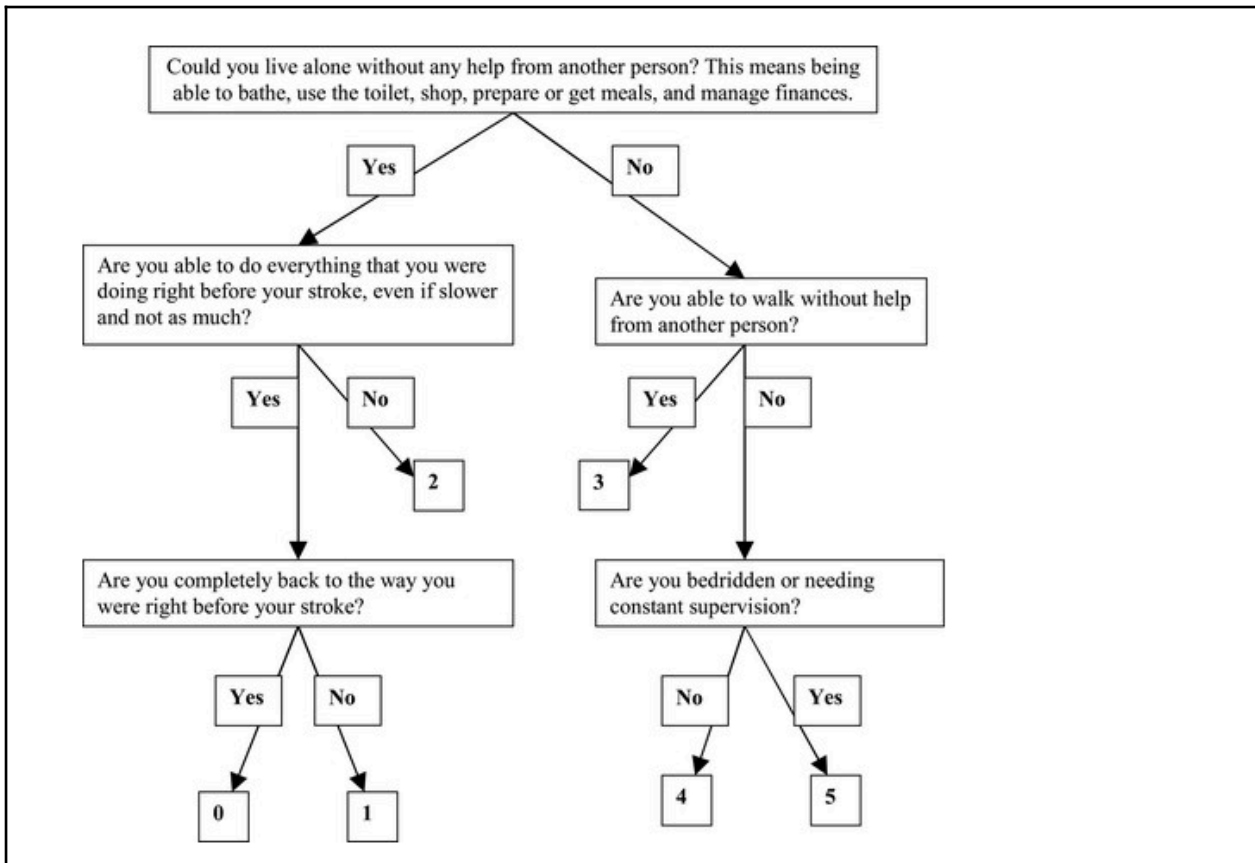 Could you live alone without any help from another person? This means being
able to bathe, use the toilet, shop, prepare or get meals, and manage finances.
Yes
No
Are you able to do everything that you were
doing right before your stroke, even if slower
and not as much?
Are you able to walk without help
from another person?
Yes
No
Yes
No
2
3
Are you completely back to the way you
were right before your stroke?
Are you bedridden or needing
constant supervision?
Yes
No
No
Yes
0
1
4
5